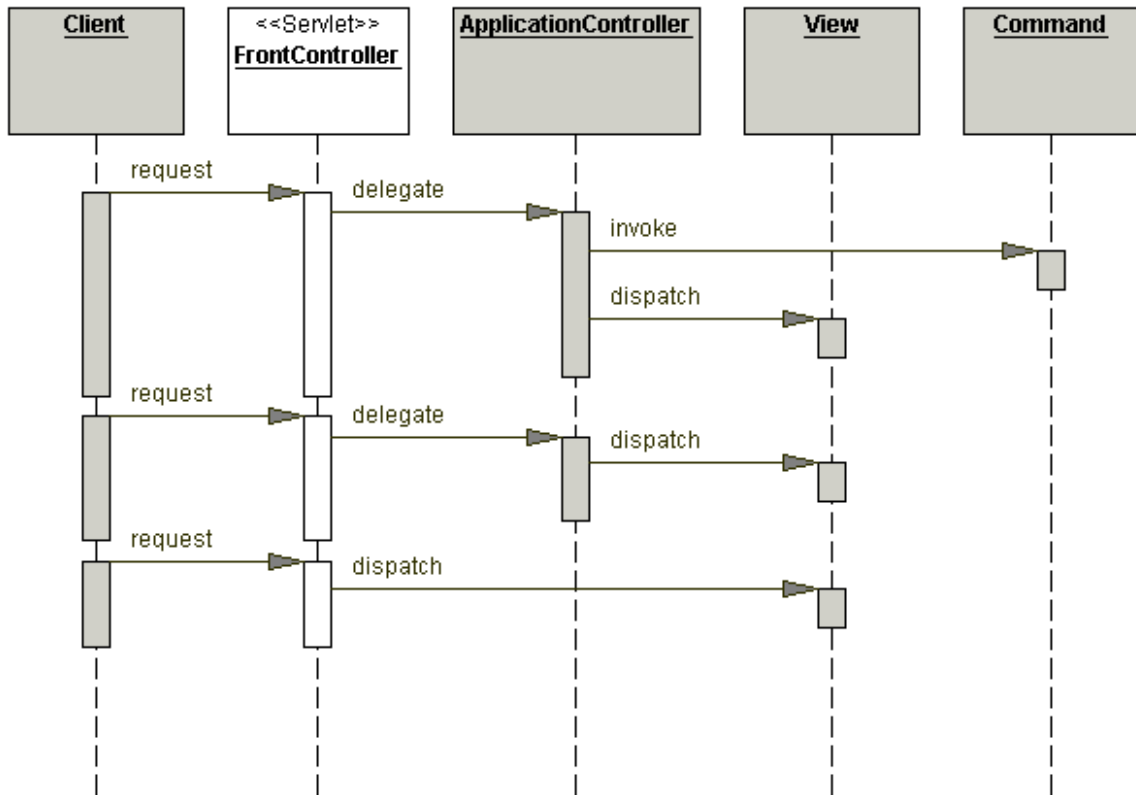 Client
<<Servlet>>
FrontController
ApplicationController
View
Command
request
delegate
invoke
dispatch
request
delegate
dispatch
request
dispatch